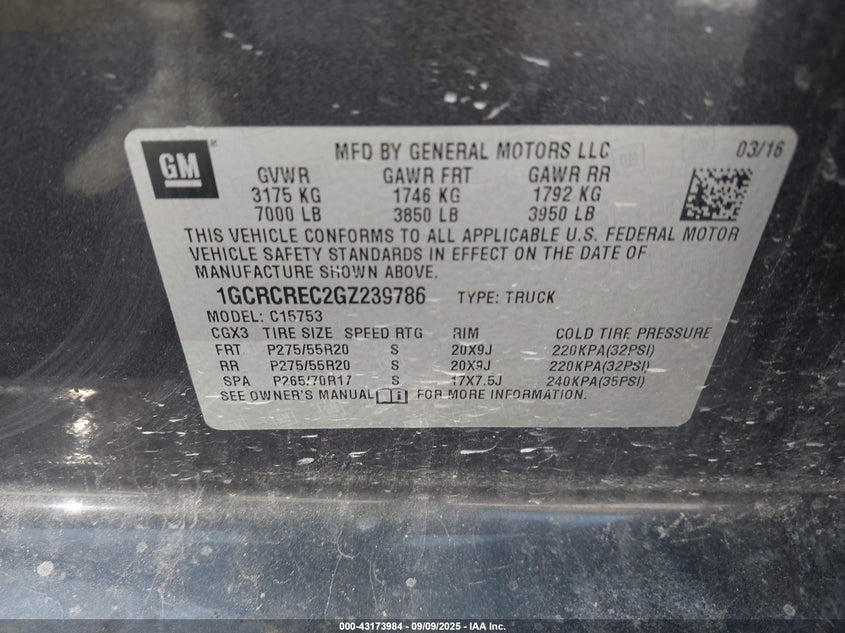 GM
MFD BY GENERAL MOTORS LLC 03/16
GVWR GAWR FRT GAWR RR
3175 KG 1746 KG 1792 KG
7000 LB 3850 LB 3950 LB
THIS VEHICLE CONFORMS TO ALL APPLICABLE U.S. FEDERAL MOTOR
VEHICLE SAFETY STANDARDS IN EFFECT ON THE DATE OF
MANUFACTURE SHOWN ABOVE.
1GCRCREC2GZ239786 TYPE: TRUCK
MODEL: C15753
CGX3 TIRE SIZE SPEED RTG RIM COLD TIRE PRESSURE
FRT P275/55R20 S 20X9J 220KPA(32PSI)
RR P275/55R20 S 20X9J 220KPA(32PSI)
SPA P265/70R17 S 17X7.5J 240KPA(35PSI)
SEE OWNER'S MANUAL FOR MORE INFORMATION.
000-43173984 - 09/09/2025 - IAA Inc.